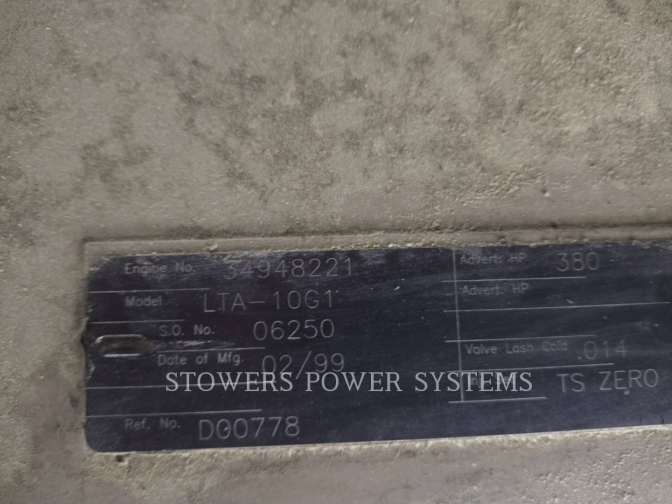 Engine No. 34948221 Advert. HP 380
Model LTA-10G1 Advert. HP
S.O. No. 06250
Date of Mfg. 02/99 Valve Lash Cold .014
STOWERS POWER SYSTEMS
TS ZERO
Ref. No. D00778